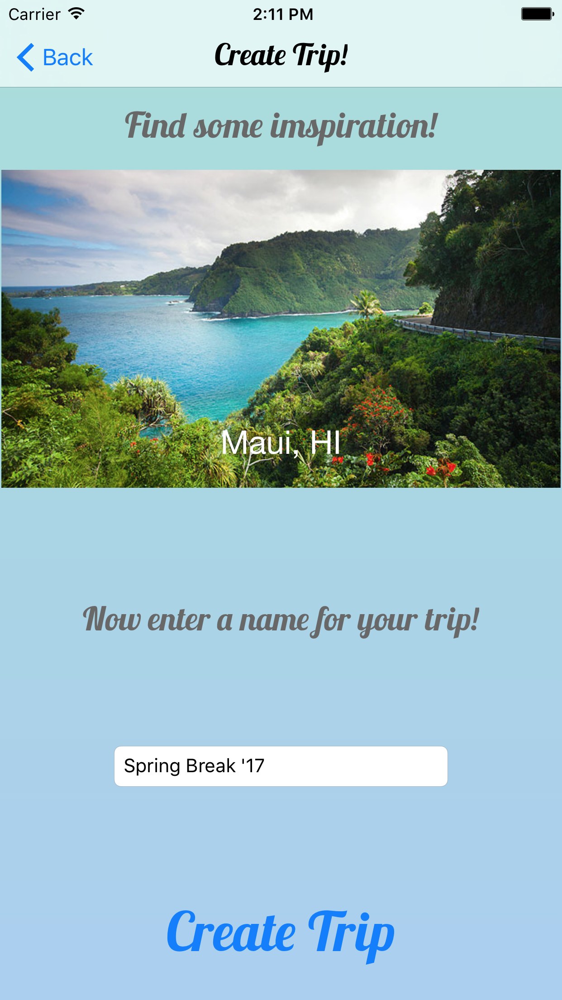 Carrier 2:11 PM
Back Create Trip!
Find some imspiration!
Maui, HI
Now enter a name for your trip!
Spring Break '17
Create Trip